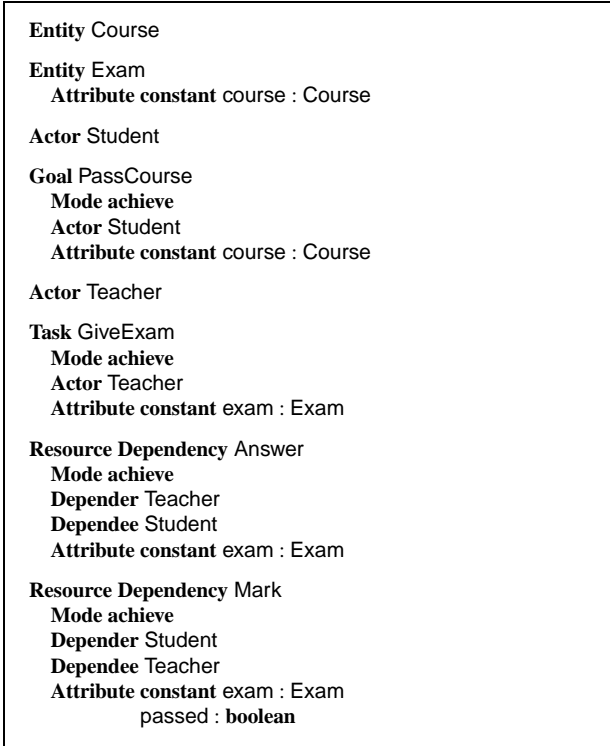 Entity Course
Entity Exam
Attribute constant course : Course
Actor Student
Goal PassCourse
Mode achieve
Actor Student
Attribute constant course : Course
Actor Teacher
Task GiveExam
Mode achieve
Actor Teacher
Attribute constant exam : Exam
Resource Dependency Answer
Mode achieve
Depender Teacher
Dependee Student
Attribute constant exam : Exam
Resource Dependency Mark
Mode achieve
Depender Student
Dependee Teacher
Attribute constant exam : Exam
passed : boolean